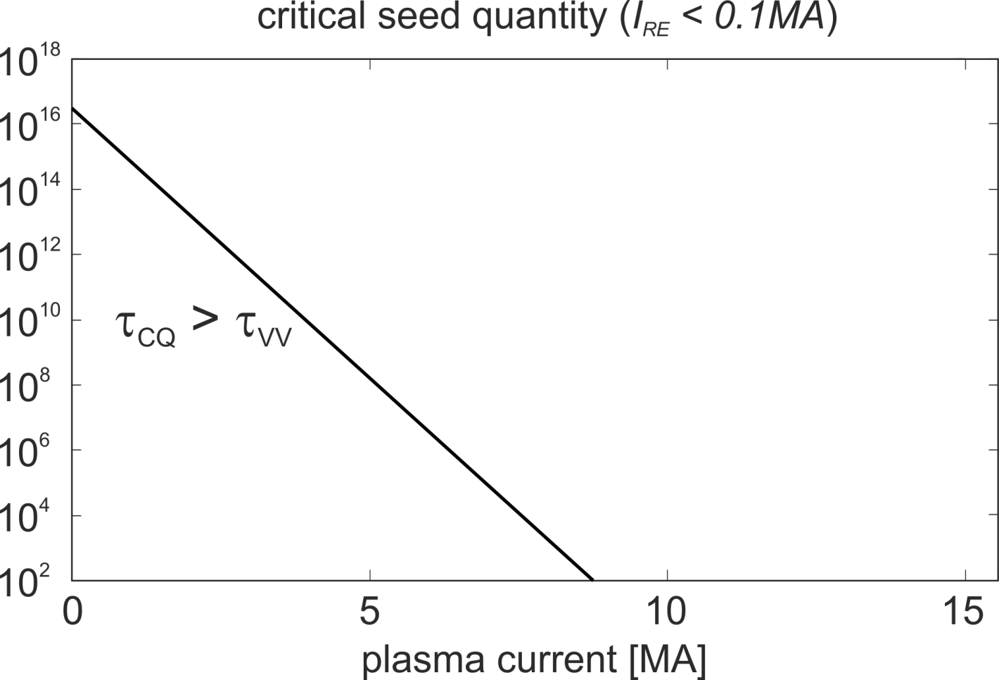 critical seed quantity (I_RE < 0.1MA)
10^18
10^16
10^14
10^12
10^10
τ_CQ > τ_VV
10^8
10^6
10^4
10^2
0 5 10 15
plasma current [MA]